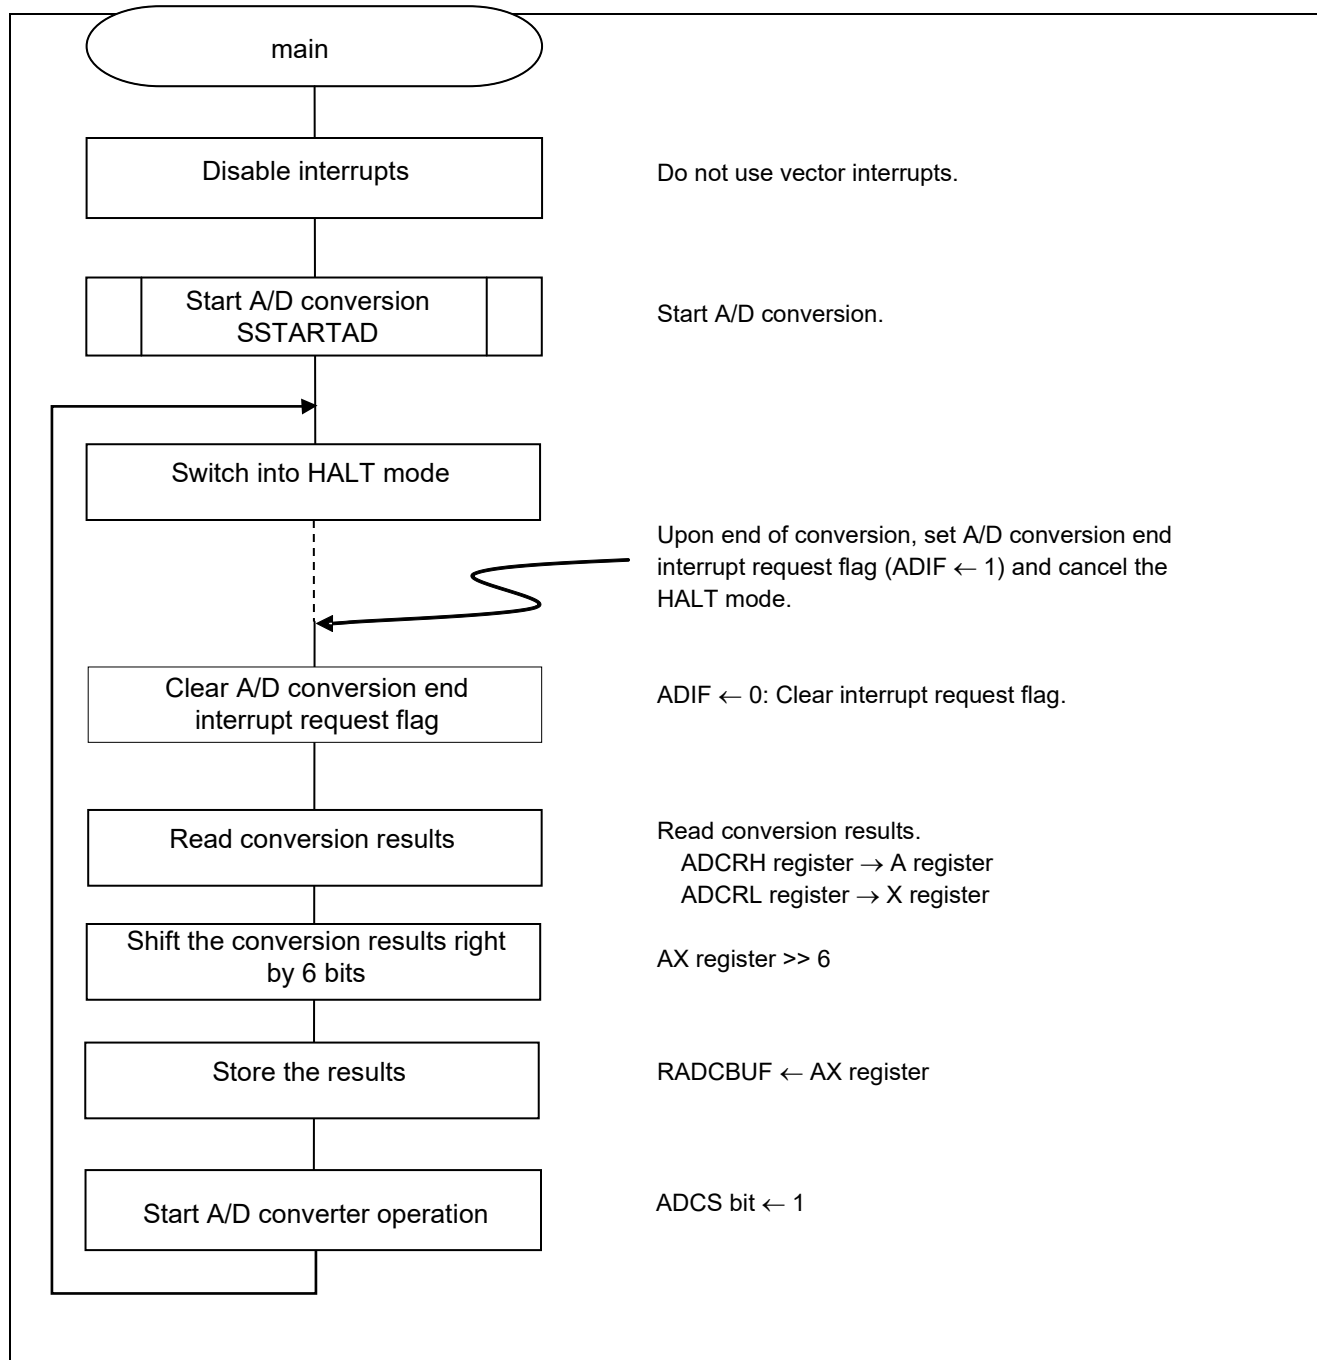 main
Disable interrupts
Do not use vector interrupts.
Start A/D conversion
SSTARTAD
Start A/D conversion.
Switch into HALT mode
Upon end of conversion, set A/D conversion end
interrupt request flag (ADIF ← 1) and cancel the
HALT mode.
Clear A/D conversion end
interrupt request flag
ADIF ← 0: Clear interrupt request flag.
Read conversion results
Read conversion results.
ADCRH register → A register
ADCRL register → X register
Shift the conversion results right
by 6 bits
AX register >> 6
Store the results
RADCBUF ← AX register
Start A/D converter operation
ADCS bit ← 1